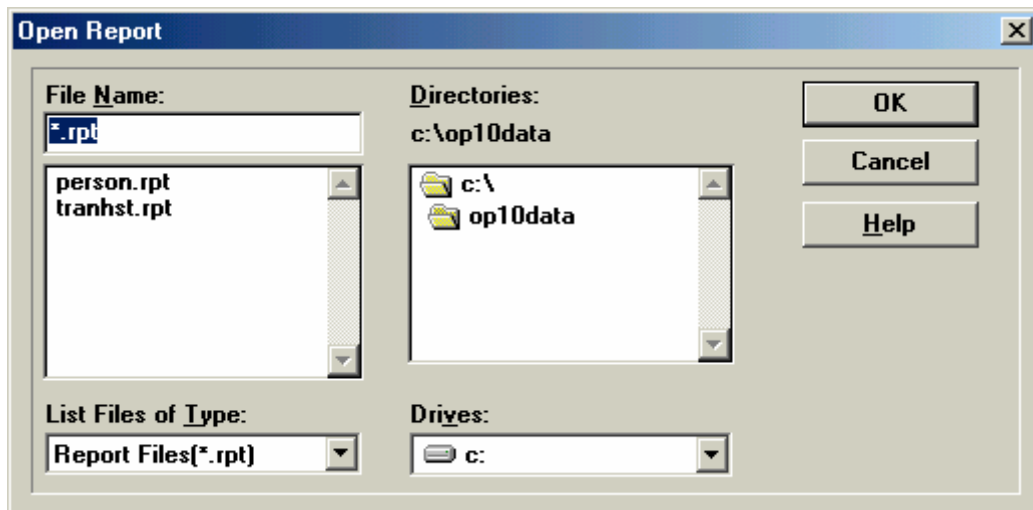 Open Report
File Name:
*.rpt
person.rpt
tranhst.rpt
List Files of Type:
Report Files(*.rpt)
Directories:
c:\op10data
c:\
op10data
Drives:
c:
OK
Cancel
Help